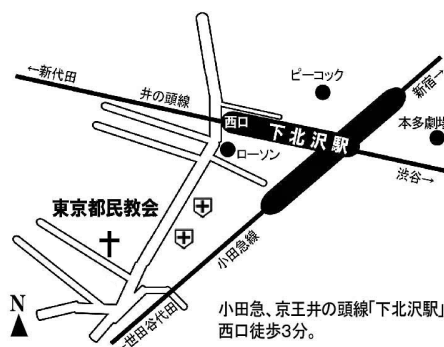 ←新代田
井の頭線
ピーコック
新宿→
西口
下北沢駅
本多劇場
ローソン
渋谷→
東京都民教会
小田急線
←世田谷代田
N
小田急、京王井の頭線「下北沢駅」
西口徒歩3分。